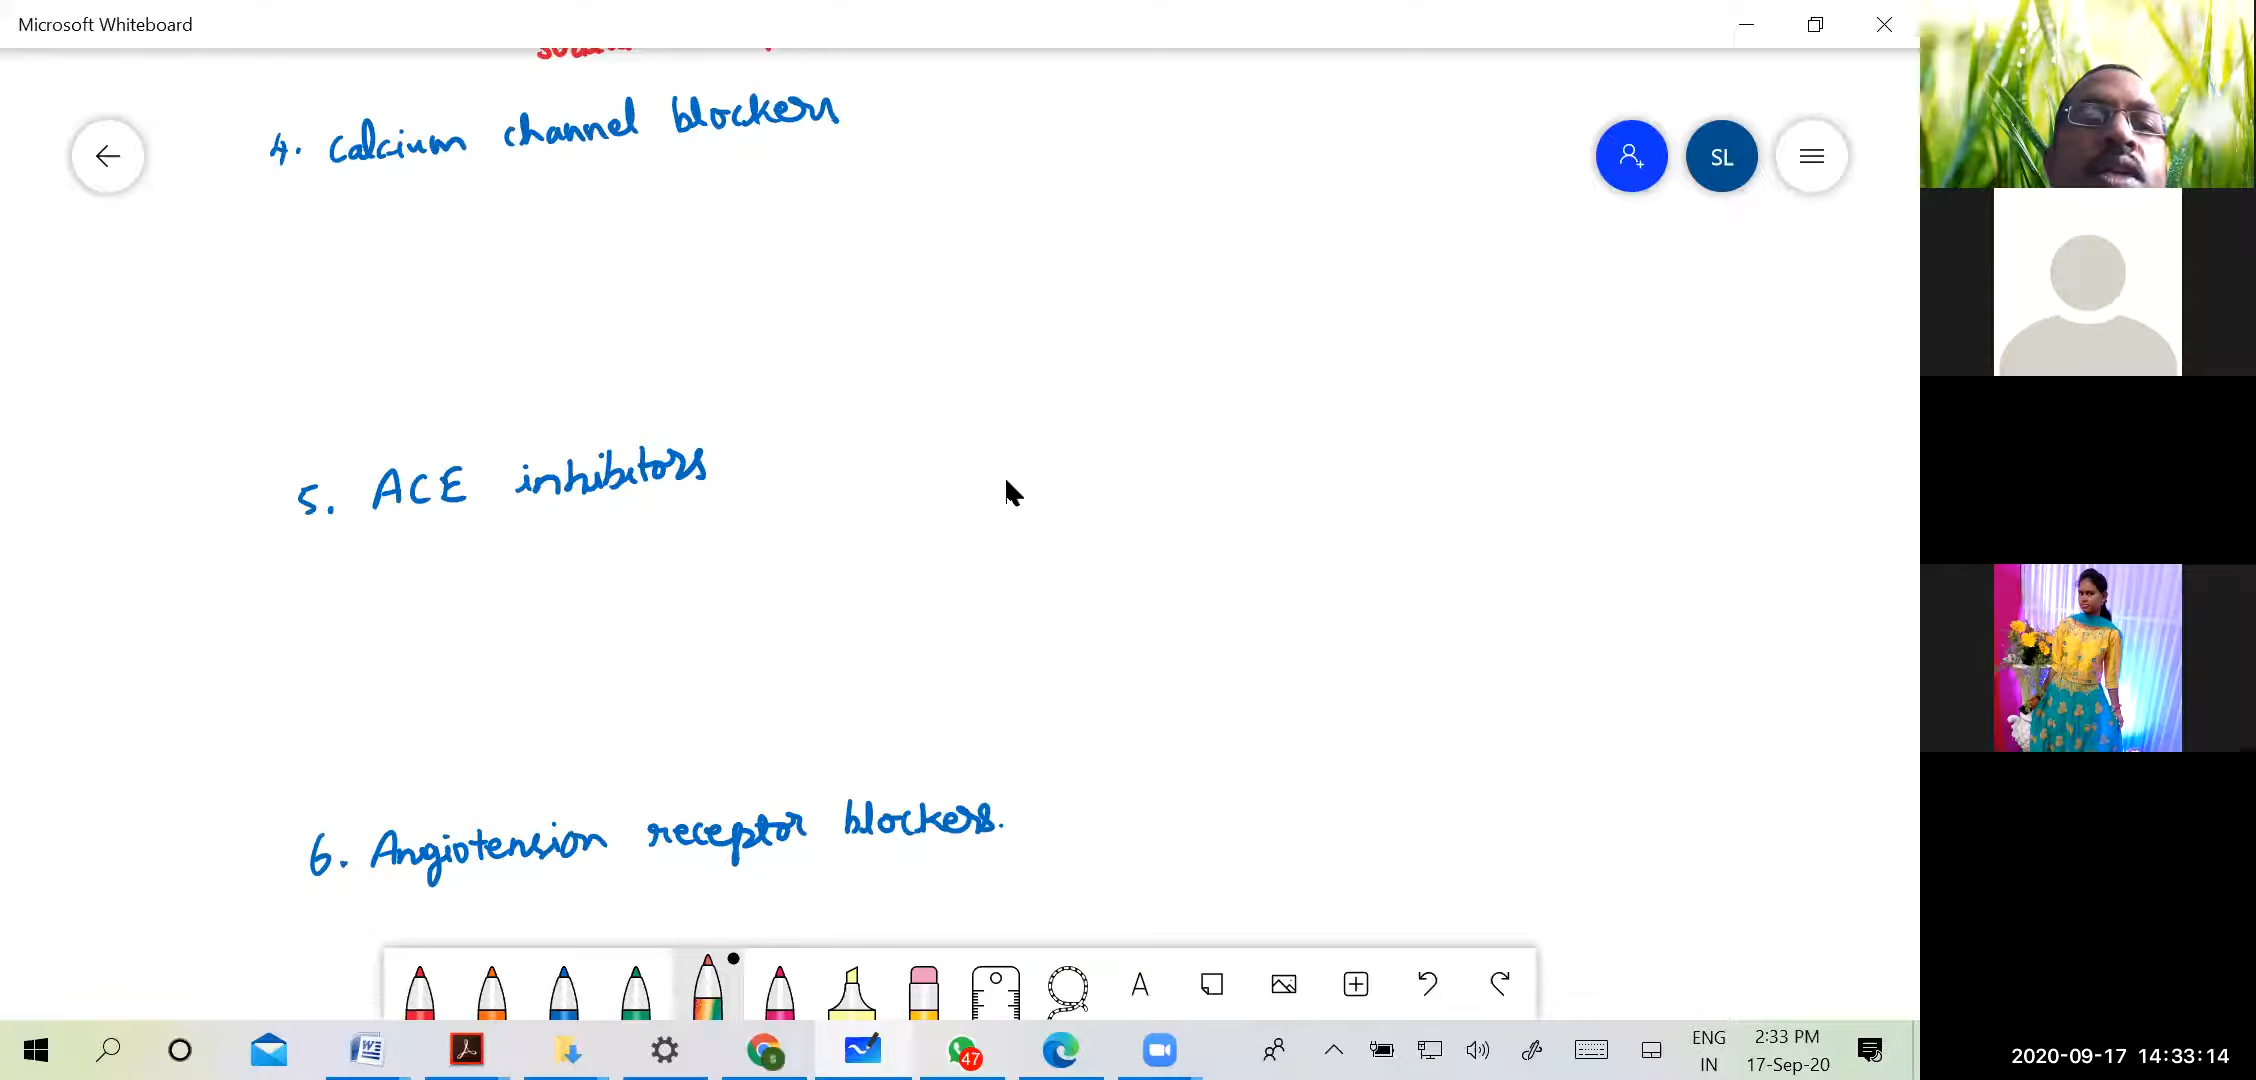 Microsoft Whiteboard
4. Calcium channel blockers
SL
5. ACE inhibitors
6. Angiotension receptor blockers.
A
47
ENG
IN
2:33 PM
17-Sep-20
2020-09-17 14:33:14